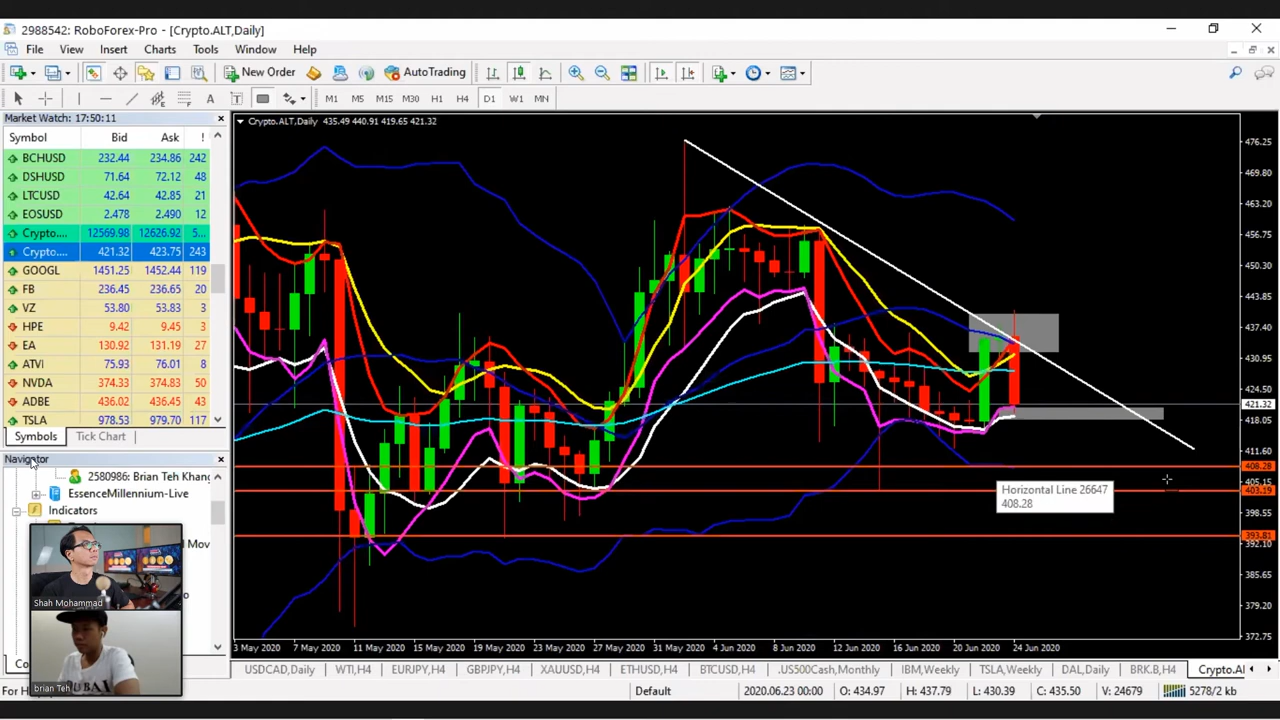 2988542: RoboForex-Pro - [Crypto.ALT,Daily]
File View Insert Charts Tools Window Help
New Order AutoTrading
A T M1 M5 M15 M30 H1 H4 D1 W1 MN
Market Watch: 17:50:11
Symbol Bid Ask !
BCHUSD 232.44 234.86 242
DSHUSD 71.64 72.12 48
LTCUSD 42.64 42.85 21
EOSUSD 2.478 2.490 12
Crypto.... 12569.98 12626.92 5...
Crypto.... 421.32 423.75 243
GOOGL 1451.25 1452.44 119
FB 236.45 236.65 20
VZ 53.80 53.83 3
HPE 9.42 9.45 3
EA 130.92 131.19 27
ATVI 75.93 76.01 8
NVDA 374.33 374.83 50
ADBE 436.02 436.45 43
TSLA 978.53 979.70 117
Symbols Tick Chart
Navigator
2580986: Brian Teh Khang
EssenceMillennium-Live
Indicators
Mov
Shah Mohammad
brian Teh
Co
For H
Crypto.ALT,Daily 435.49 440.91 419.65 421.32
476.25
469.80
463.20
456.75
450.30
443.85
437.40
430.95
424.50
421.32
418.05
411.60
408.28
405.15
403.19
398.55
393.81
392.10
385.65
379.20
372.75
Horizontal Line 26647
408.28
3 May 2020 7 May 2020 11 May 2020 15 May 2020 19 May 2020 23 May 2020 27 May 2020 31 May 2020 4 Jun 2020 8 Jun 2020 12 Jun 2020 16 Jun 2020 20 Jun 2020 24 Jun 2020
USDCAD,Daily WTI,H4 EURJPY,H4 GBPJPY,H4 XAUUSD,H4 ETHUSD,H4 BTCUSD,H4 .US500Cash,Monthly IBM,Weekly TSLA,Weekly DAL,Daily BRK.B,H4 Crypto.Al
Default 2020.06.23 00:00 O: 434.97 H: 437.79 L: 430.39 C: 435.50 V: 24679 5278/2 kb